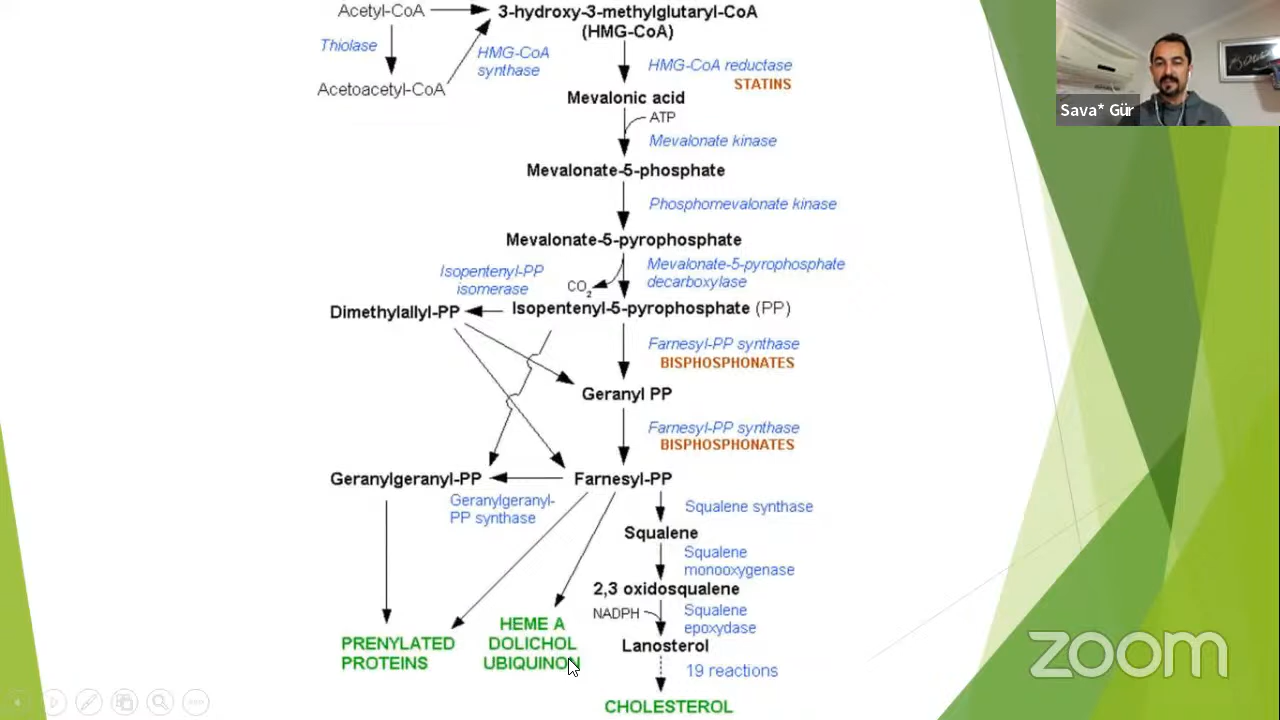 Acetyl-CoA
3-hydroxy-3-methylglutaryl-CoA
(HMG-CoA)
Thiolase
HMG-CoA
synthase
HMG-CoA reductase
STATINS
Acetoacetyl-CoA
Mevalonic acid
ATP
Mevalonate kinase
Mevalonate-5-phosphate
Phosphomevalonate kinase
Mevalonate-5-pyrophosphate
Isopentenyl-PP
isomerase
CO2
Mevalonate-5-pyrophosphate
decarboxylase
Dimethylallyl-PP
Isopentenyl-5-pyrophosphate (PP)
Farnesyl-PP synthase
BISPHOSPHONATES
Geranyl PP
Farnesyl-PP synthase
BISPHOSPHONATES
Geranylgeranyl-PP
Farnesyl-PP
Geranylgeranyl-
PP synthase
Squalene synthase
Squalene
Squalene
monooxygenase
2,3 oxidosqualene
NADPH
Squalene
epoxydase
Lanosterol
19 reactions
CHOLESTEROL
PRENYLATED
PROTEINS
HEME A
DOLICHOL
UBIQUINON
Sava* Gür
zoom